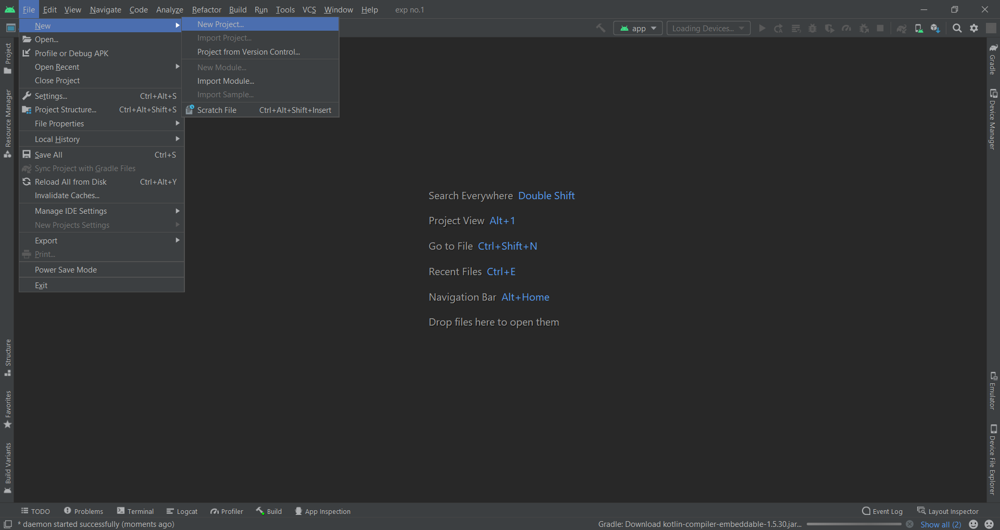 File Edit View Navigate Code Analyze Refactor Build Run Tools VCS Window Help exp no.1
app Loading Devices...
New
Open...
Profile or Debug APK
Open Recent
Close Project
Settings... Ctrl+Alt+S
Project Structure... Ctrl+Alt+Shift+S
File Properties
Local History
Save All Ctrl+S
Sync Project with Gradle Files
Reload All from Disk Ctrl+Alt+Y
Invalidate Caches...
Manage IDE Settings
New Projects Settings
Export
Print...
Power Save Mode
Exit
New Project...
Import Project...
Project from Version Control...
New Module...
Import Module...
Import Sample...
Scratch File Ctrl+Alt+Shift+Insert
Project
Resource Manager
Structure
Favorites
Build Variants
Search Everywhere Double Shift
Project View Alt+1
Go to File Ctrl+Shift+N
Recent Files Ctrl+E
Navigation Bar Alt+Home
Drop files here to open them
Gradle
Device Manager
Emulator
Device File Explorer
TODO Problems Terminal Logcat Profiler Build App Inspection Event Log Layout Inspector
* daemon started successfully (moments ago) Gradle: Download kotlin-compiler-embeddable-1.5.30.jar... Show all (2)